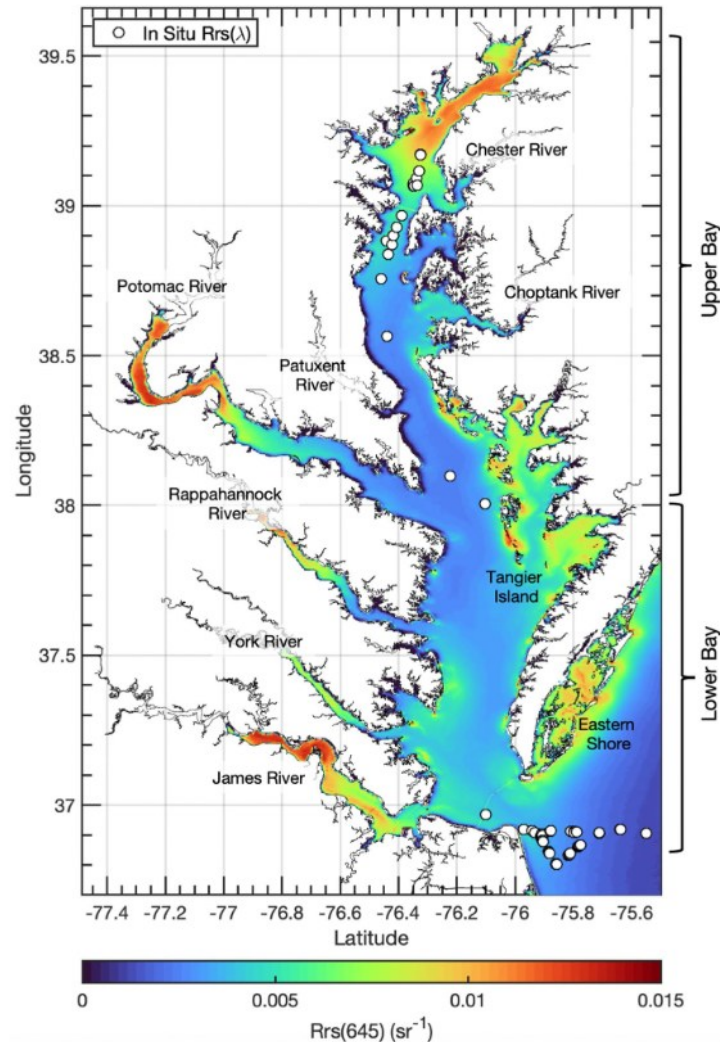 In Situ Rrs(λ)
39.5
Chester River
39
Upper Bay
Potomac River
Choptank River
38.5
Patuxent
River
Longitude
38
Rappahannock
River
Tangier
Island
37.5
York River
Lower Bay
Eastern
Shore
James River
37
-77.4 -77.2 -77 -76.8 -76.6 -76.4 -76.2 -76 -75.8 -75.6
Latitude
0 0.005 0.01 0.015
Rrs(645) (sr⁻¹)